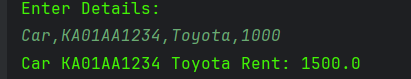 Enter Details:
Car,KA01AA1234,Toyota,1000
Car KA01AA1234 Toyota Rent: 1500.0